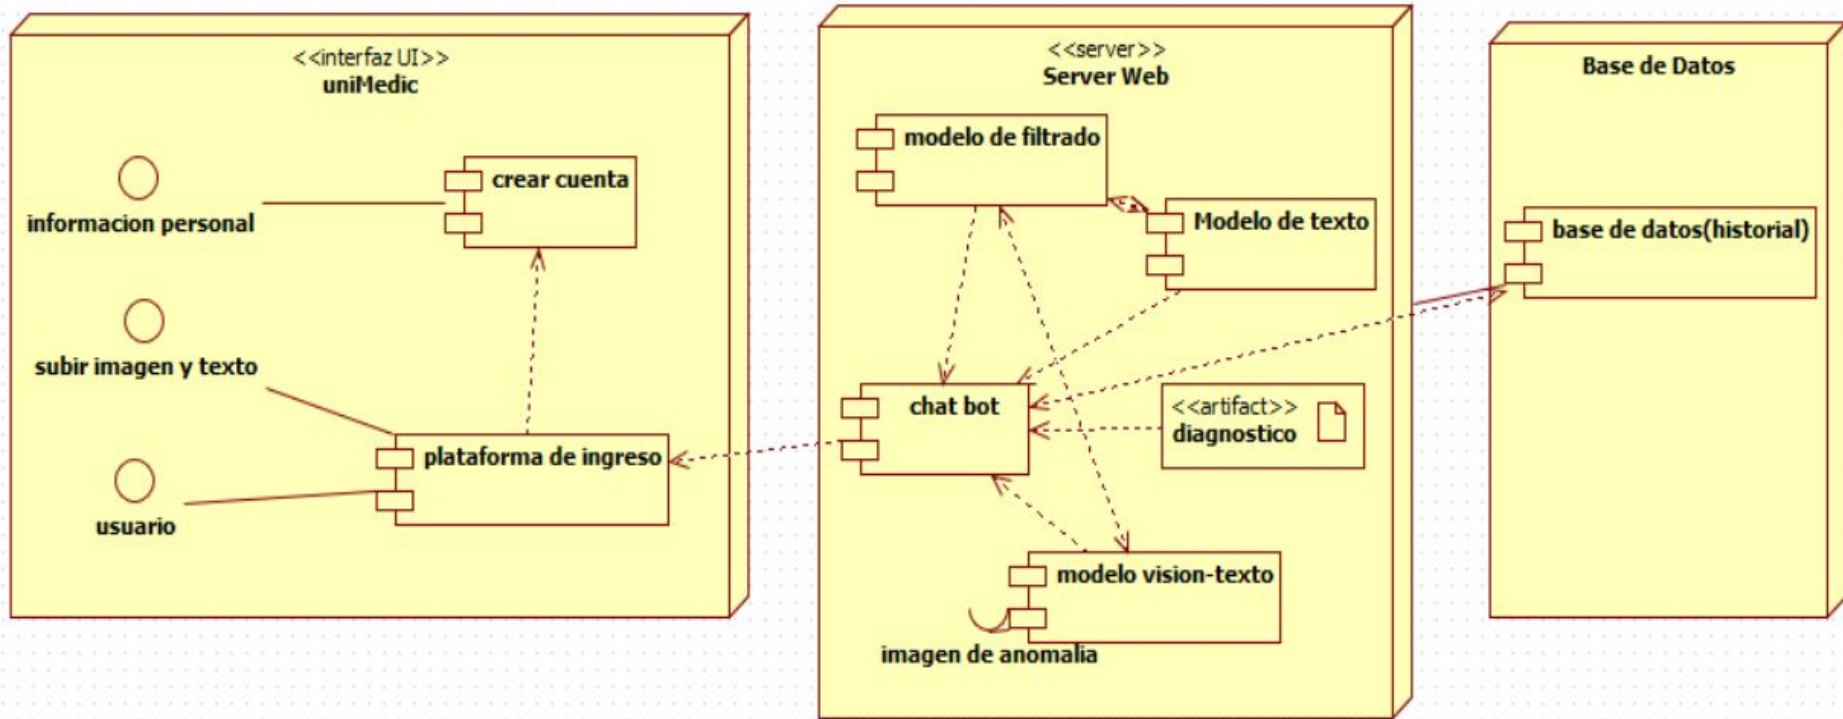 <<interfaz UI>>
uniMedic
informacion personal
crear cuenta
subir imagen y texto
plataforma de ingreso
usuario
<<server>>
Server Web
modelo de filtrado
Modelo de texto
chat bot
<<artifact>>
diagnostico
modelo vision-texto
imagen de anomalia
Base de Datos
base de datos(historial)